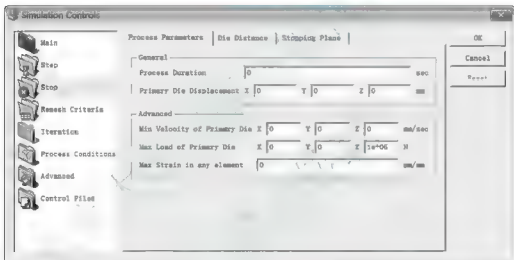 Simulation Controls
Main
Step
Stop
Remesh Criteria
Iteration
Process Conditions
Advanced
Control Files
Process Parameters Die Distance Stopping Plane
General
Process Duration 0 sec
Primary Die Displacement X 0 Y 0 Z 0 mm
Advanced
Min Velocity of Primary Die X 0 Y 0 Z 0 mm/sec
Max Load of Primary Die X 0 Y 0 Z N
Max Strain in any element 0 mm/mm
OK
Cancel
Reset